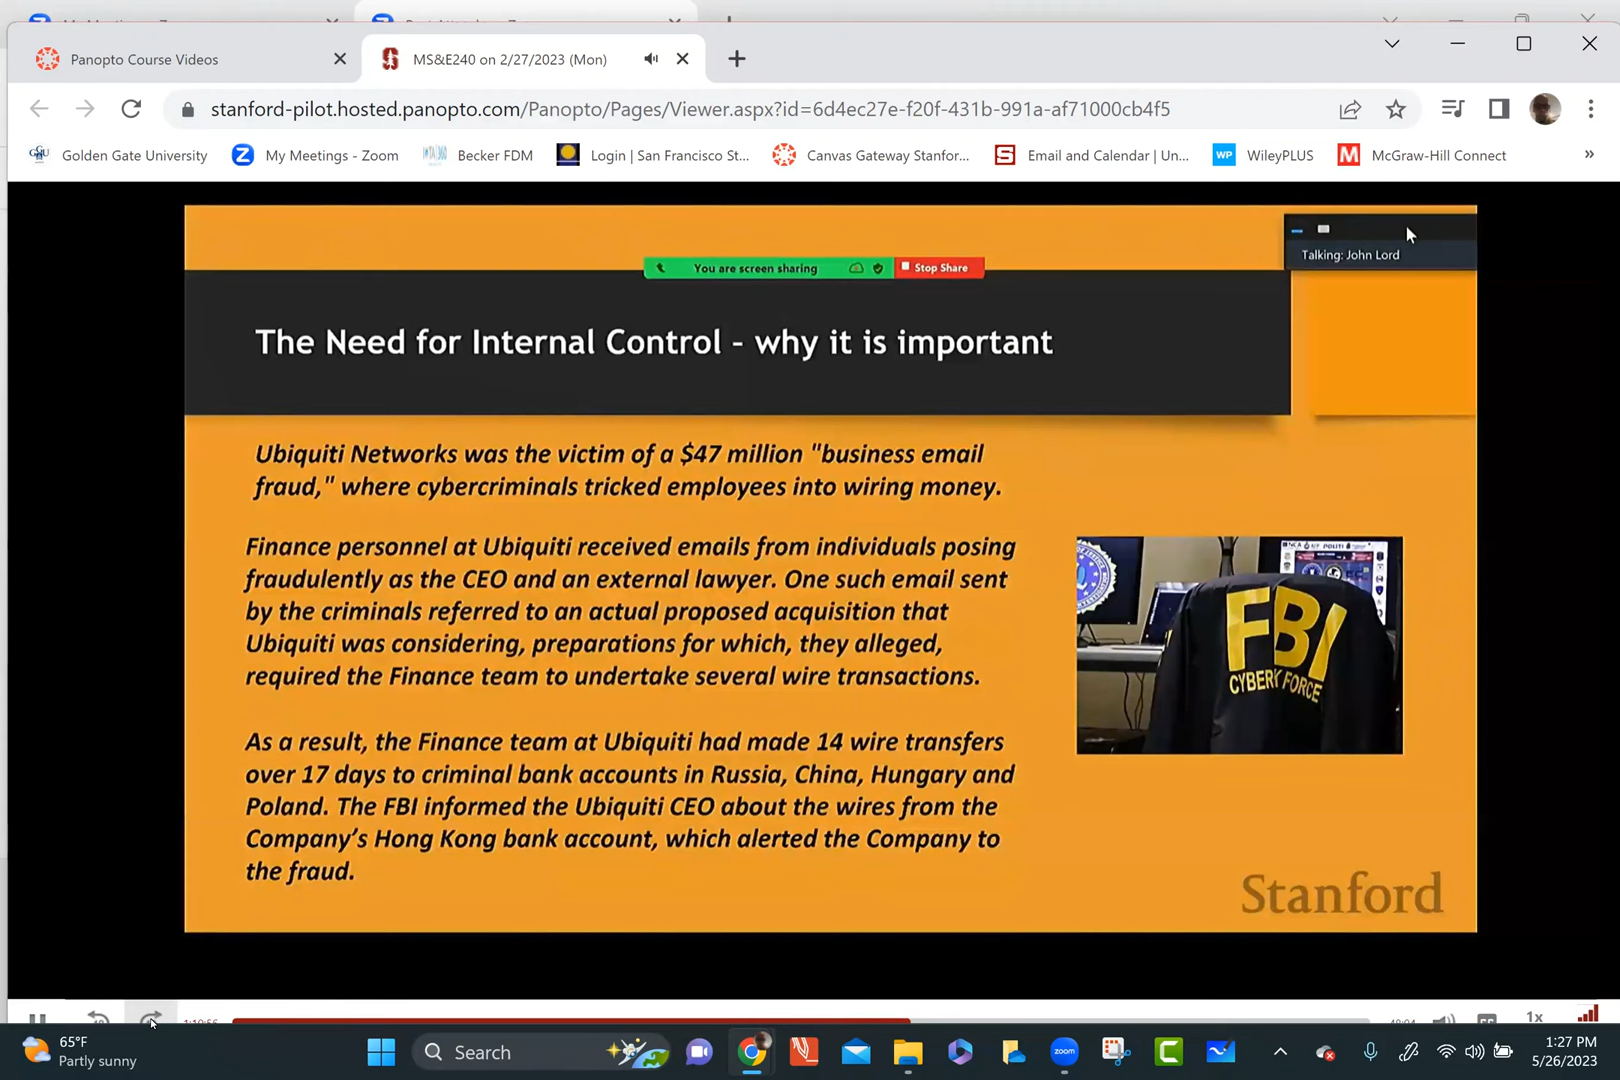 Panopto Course Videos
MS&E240 on 2/27/2023 (Mon)
stanford-pilot.hosted.panopto.com/Panopto/Pages/Viewer.aspx?id=6d4ec27e-f20f-431b-991a-af71000cb4f5
Golden Gate University
My Meetings - Zoom
Becker FDM
Login | San Francisco St...
Canvas Gateway Stanfor...
Email and Calendar | Un...
WP WileyPLUS
M McGraw-Hill Connect
Talking: John Lord
You are screen sharing
Stop Share
The Need for Internal Control - why it is important
Ubiquiti Networks was the victim of a $47 million "business email
fraud," where cybercriminals tricked employees into wiring money.
Finance personnel at Ubiquiti received emails from individuals posing
fraudulently as the CEO and an external lawyer. One such email sent
by the criminals referred to an actual proposed acquisition that
Ubiquiti was considering, preparations for which, they alleged,
required the Finance team to undertake several wire transactions.
As a result, the Finance team at Ubiquiti had made 14 wire transfers
over 17 days to criminal bank accounts in Russia, China, Hungary and
Poland. The FBI informed the Ubiquiti CEO about the wires from the
Company's Hong Kong bank account, which alerted the Company to
the fraud.
FBI
Stanford
1x
65°F
Partly sunny
Search
zoom
1:27 PM
5/26/2023